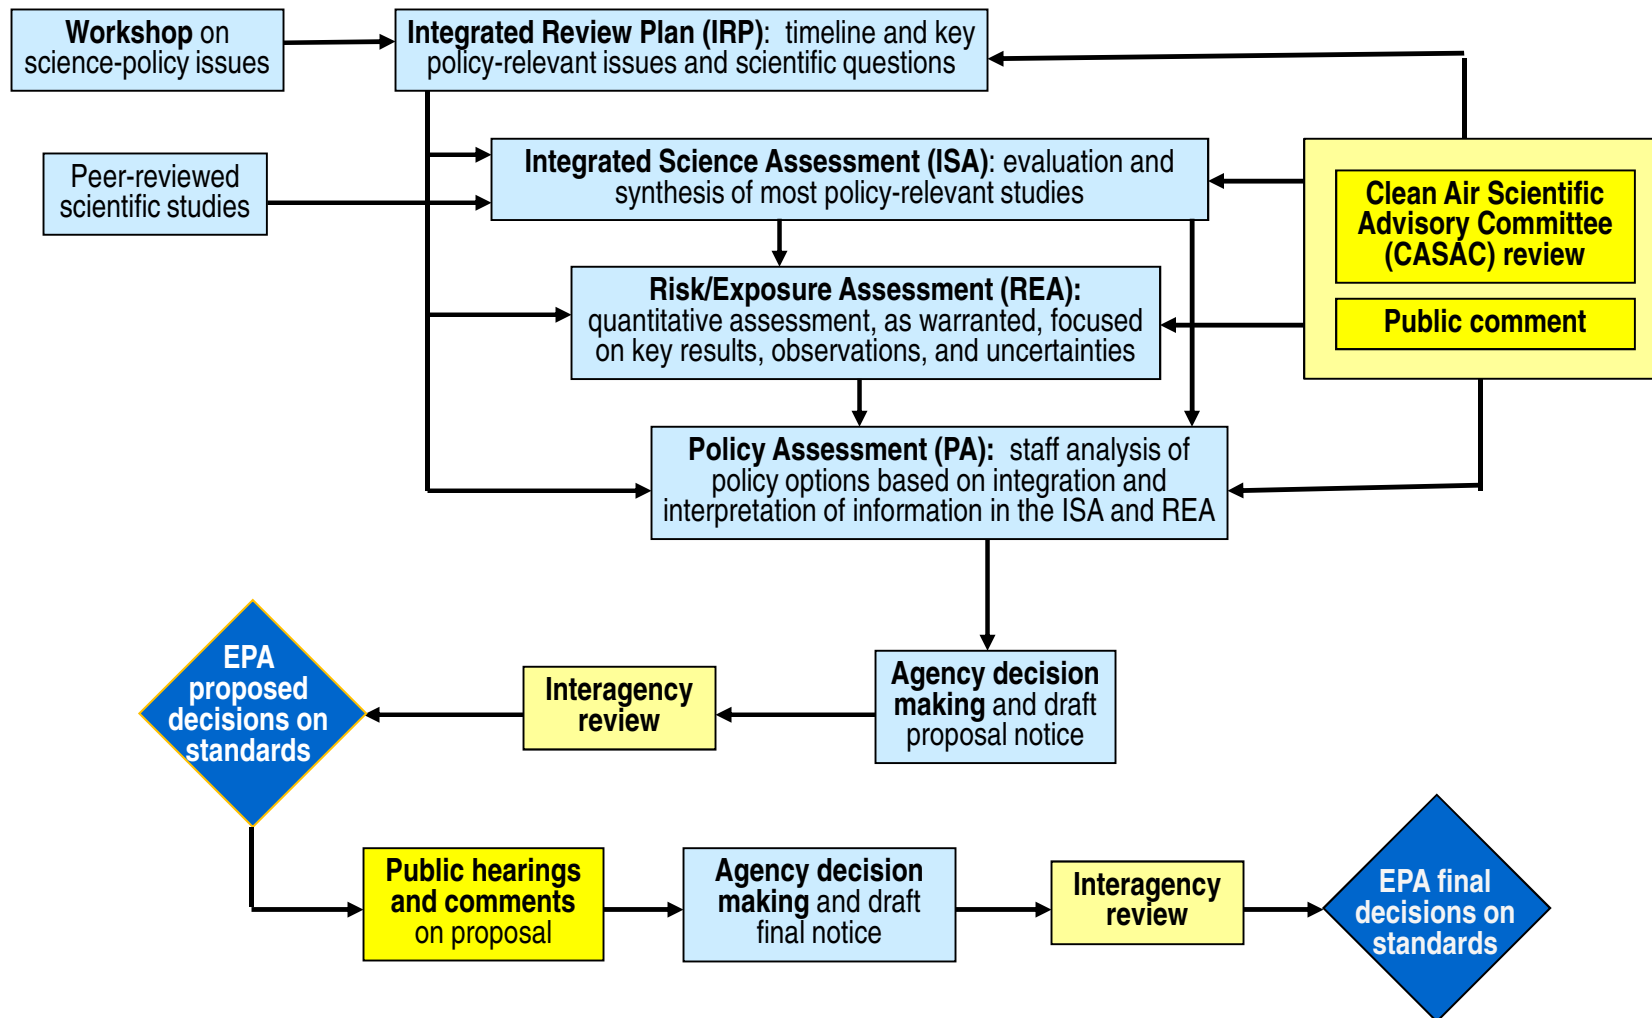 Workshop on
science-policy issues
Integrated Review Plan (IRP): timeline and key
policy-relevant issues and scientific questions
Peer-reviewed
scientific studies
Integrated Science Assessment (ISA): evaluation and
synthesis of most policy-relevant studies
Clean Air Scientific
Advisory Committee
(CASAC) review
Public comment
Risk/Exposure Assessment (REA):
quantitative assessment, as warranted, focused
on key results, observations, and uncertainties
Policy Assessment (PA): staff analysis of
policy options based on integration and
interpretation of information in the ISA and REA
Agency decision
making and draft
proposal notice
Interagency
review
EPA
proposed
decisions on
standards
Public hearings
and comments
on proposal
Agency decision
making and draft
final notice
Interagency
review
EPA final
decisions on
standards